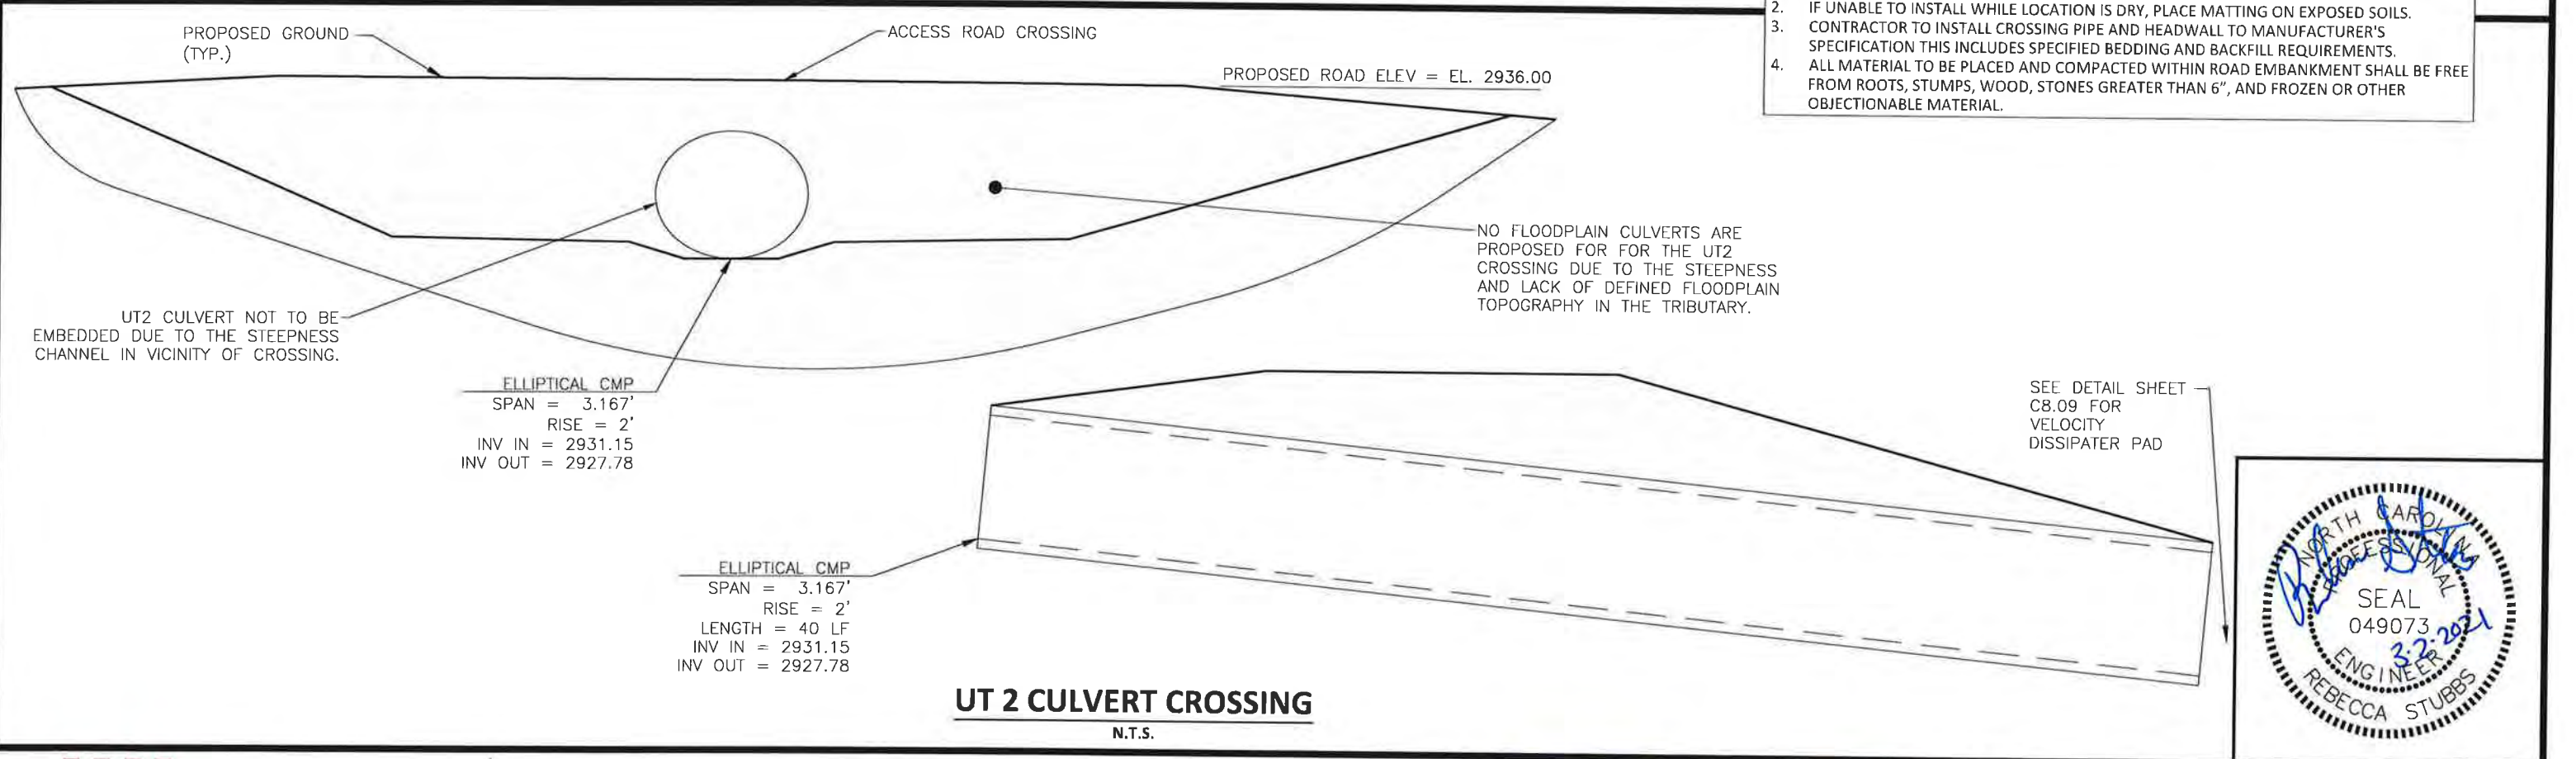 2. IF UNABLE TO INSTALL WHILE LOCATION IS DRY, PLACE MATTING ON EXPOSED SOILS.
3. CONTRACTOR TO INSTALL CROSSING PIPE AND HEADWALL TO MANUFACTURER'S
SPECIFICATION THIS INCLUDES SPECIFIED BEDDING AND BACKFILL REQUIREMENTS.
4. ALL MATERIAL TO BE PLACED AND COMPACTED WITHIN ROAD EMBANKMENT SHALL BE FREE
FROM ROOTS, STUMPS, WOOD, STONES GREATER THAN 6", AND FROZEN OR OTHER
OBJECTIONABLE MATERIAL.
PROPOSED GROUND
(TYP.)
ACCESS ROAD CROSSING
PROPOSED ROAD ELEV = EL. 2936.00
NO FLOODPLAIN CULVERTS ARE
PROPOSED FOR FOR THE UT2
CROSSING DUE TO THE STEEPNESS
AND LACK OF DEFINED FLOODPLAIN
TOPOGRAPHY IN THE TRIBUTARY.
UT2 CULVERT NOT TO BE
EMBEDDED DUE TO THE STEEPNESS
CHANNEL IN VICINITY OF CROSSING.
ELLIPTICAL CMP
SPAN = 3.167'
RISE = 2'
INV IN = 2931.15
INV OUT = 2927.78
SEE DETAIL SHEET
C8.09 FOR
VELOCITY
DISSIPATER PAD
ELLIPTICAL CMP
SPAN = 3.167'
RISE = 2'
LENGTH = 40 LF
INV IN = 2931.15
INV OUT = 2927.78
UT 2 CULVERT CROSSING
N.T.S.
NORTH CAROLINA
PROFESSIONAL
SEAL
049073
3-2-2021
ENGINEER
REBECCA STUBBS